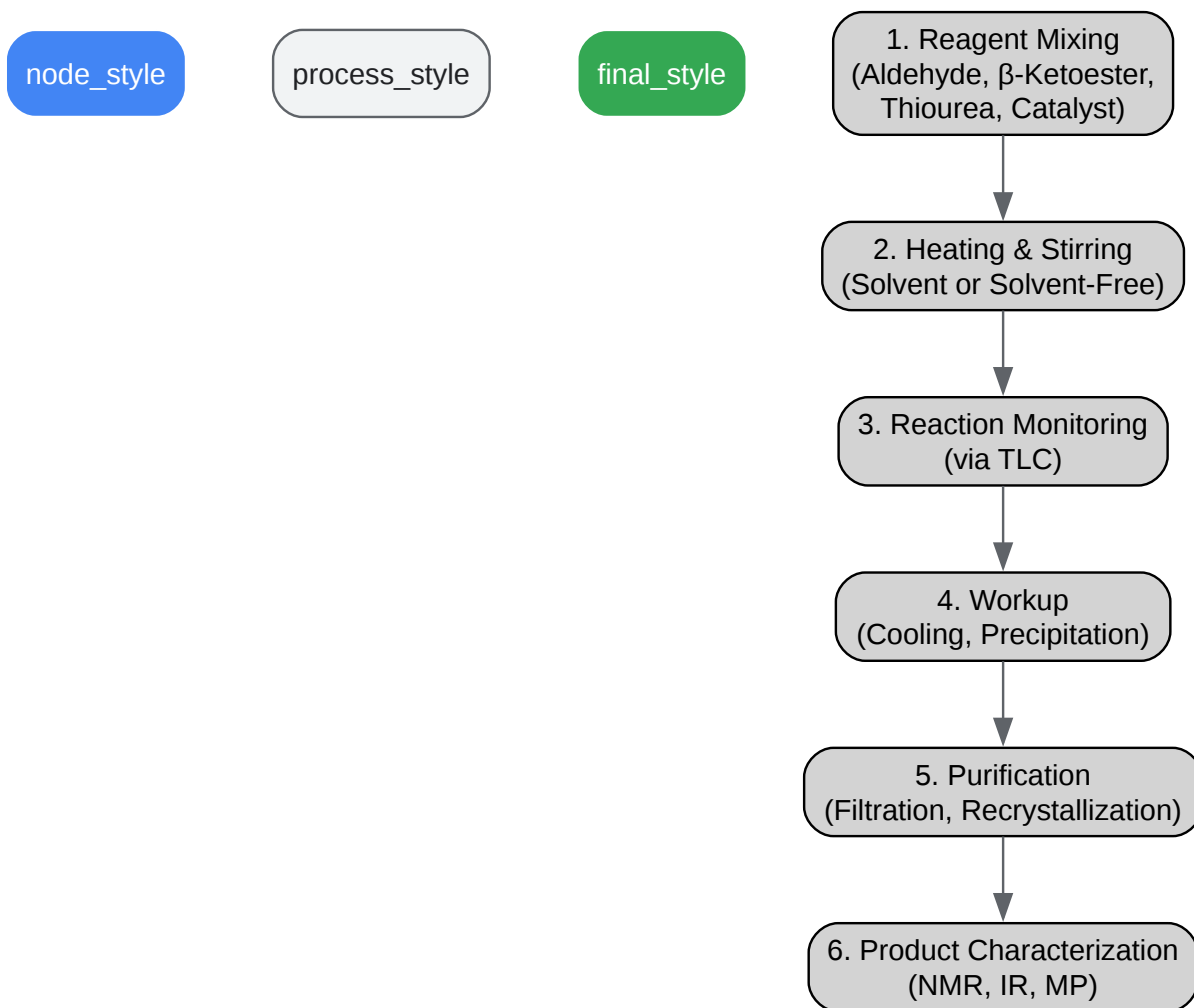 node_style
process_style
final_style
1. Reagent Mixing
(Aldehyde, β-Ketoester,
Thiourea, Catalyst)
2. Heating & Stirring
(Solvent or Solvent-Free)
3. Reaction Monitoring
(via TLC)
4. Workup
(Cooling, Precipitation)
5. Purification
(Filtration, Recrystallization)
6. Product Characterization
(NMR, IR, MP)